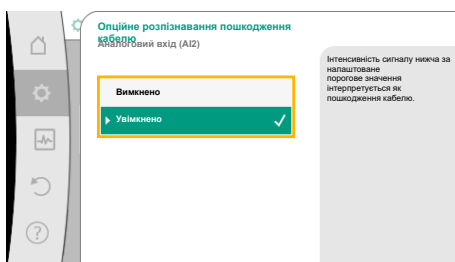 Опційне розпізнавання пошкодження
кабелю
Аналоговий вхід (AI2)
Вимкнено
Увімкнено
Інтенсивність сигналу нижча за
налаштоване
порогове значення
інтерпретується як
пошкодження кабелю.
?